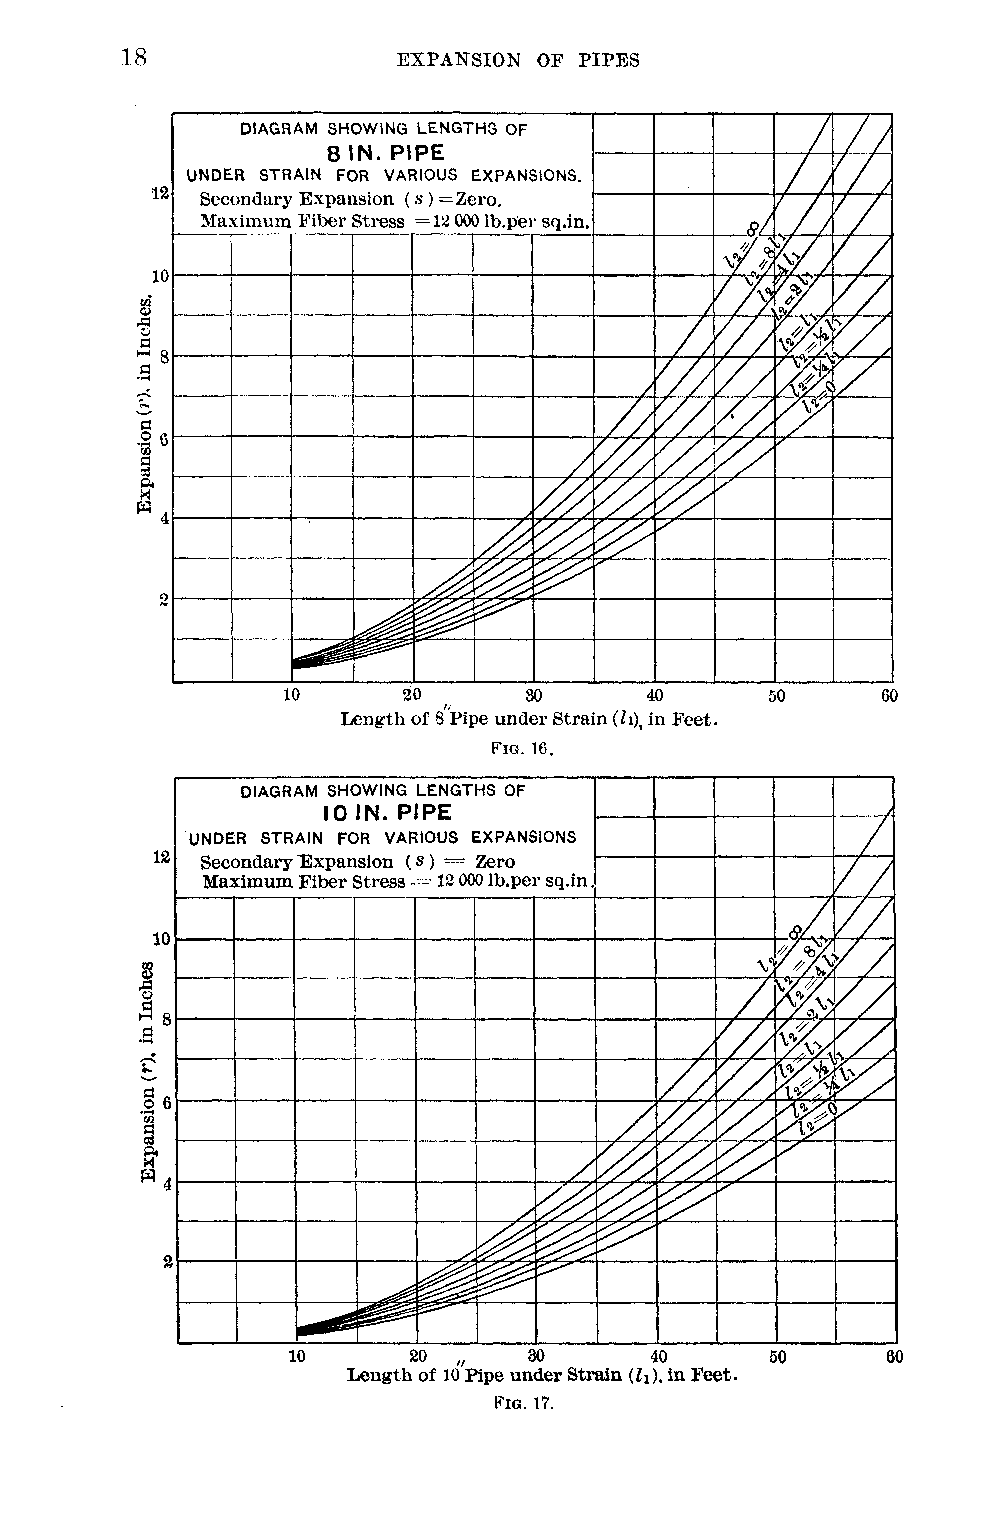 18
EXPANSION OF PIPES
DIAGRAM SHOWING LENGTHS OF
8 IN. PIPE
UNDER STRAIN FOR VARIOUS EXPANSIONS.
Secondary Expansion (s) = Zero.
Maximum Fiber Stress = 12 000 lb. per sq.in.
12
10
8
6
4
2
Expansion (r), in Inches.
l2 = ∞
l2 = 8 l1
l2 = 4 l1
l2 = 2 l1
l2 = l1
l2 = ½ l1
l2 = ¼ l1
l2 = 0
10 20 30 40 50 60
Length of 8" Pipe under Strain (l1), in Feet.
FIG. 16.
DIAGRAM SHOWING LENGTHS OF
10 IN. PIPE
UNDER STRAIN FOR VARIOUS EXPANSIONS
Secondary Expansion (s) = Zero
Maximum Fiber Stress = 12 000 lb. per sq.in.
12
10
8
6
4
2
Expansion (r), in Inches
l2 = ∞
l2 = 8 l1
l2 = 4 l1
l2 = 2 l1
l2 = l1
l2 = ½ l1
l2 = ¼ l1
l2 = 0
10 20 30 40 50 60
Length of 10" Pipe under Strain (l1), in Feet.
FIG. 17.